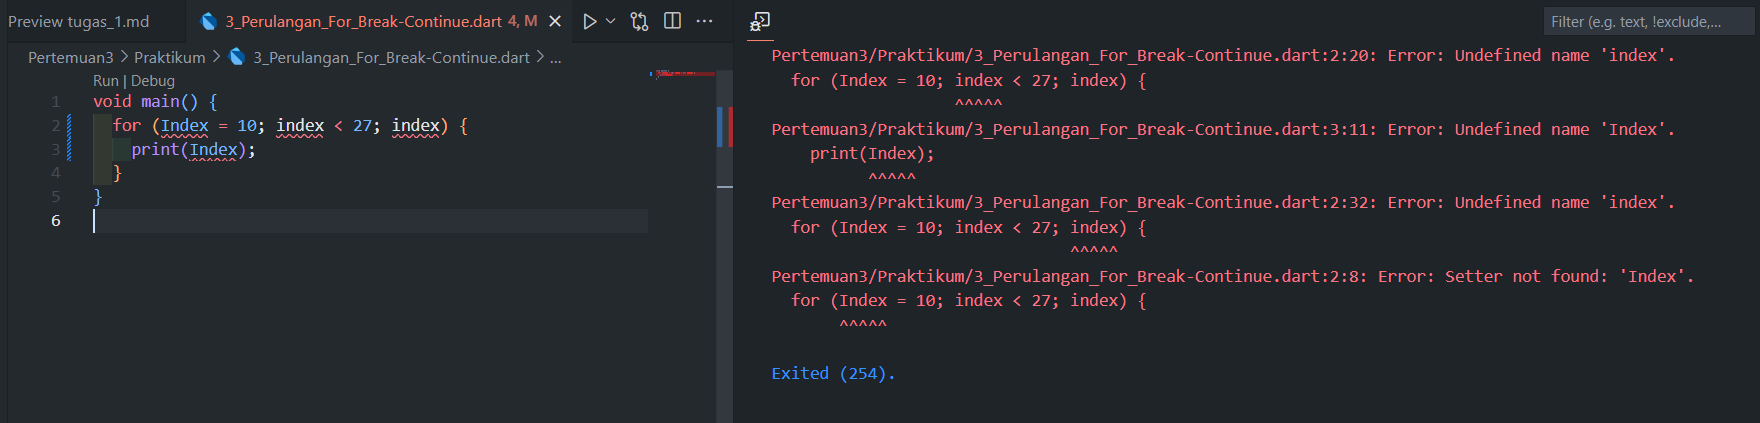 Preview tugas_1.md
3_Perulangan_For_Break-Continue.dart 4, M
Filter (e.g. text, !exclude,...
Pertemuan3 > Praktikum > 3_Perulangan_For_Break-Continue.dart > ...
Run | Debug
1 void main() {
2 for (Index = 10; index < 27; index) {
3 print(Index);
4 }
5 }
6
Pertemuan3/Praktikum/3_Perulangan_For_Break-Continue.dart:2:20: Error: Undefined name 'index'.
for (Index = 10; index < 27; index) {
^^^^^
Pertemuan3/Praktikum/3_Perulangan_For_Break-Continue.dart:3:11: Error: Undefined name 'Index'.
print(Index);
^^^^^
Pertemuan3/Praktikum/3_Perulangan_For_Break-Continue.dart:2:32: Error: Undefined name 'index'.
for (Index = 10; index < 27; index) {
^^^^^
Pertemuan3/Praktikum/3_Perulangan_For_Break-Continue.dart:2:8: Error: Setter not found: 'Index'.
for (Index = 10; index < 27; index) {
^^^^^
Exited (254).